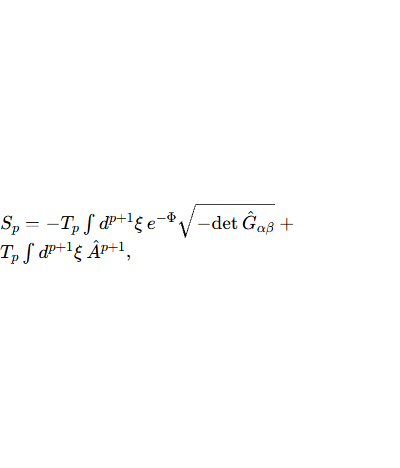 $S_p = -T_p \int d^{p+1}\xi \, e^{-\Phi} \sqrt{-\det \hat{G}_{\alpha\beta}} +$
$T_p \int d^{p+1}\xi \, \hat{A}^{p+1},$